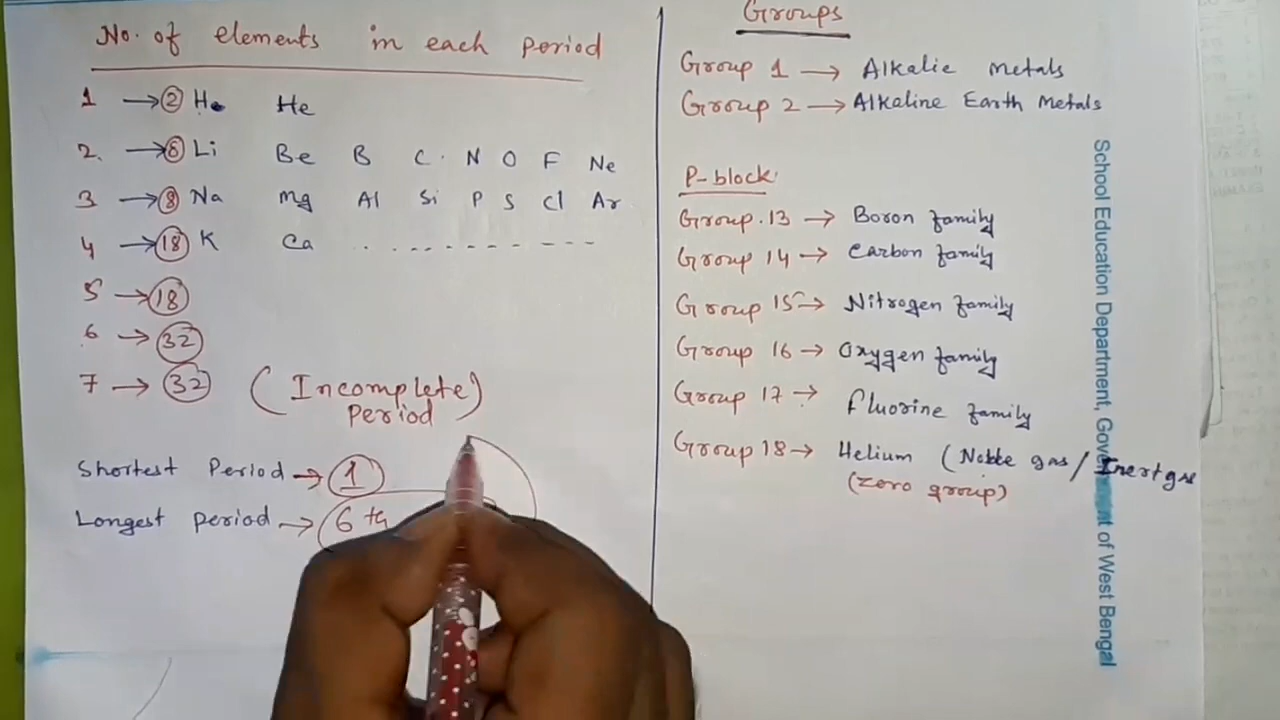 No. of elements in each period
1 → 2 He He
2. → 8 Li Be B C. N O F Ne
3 → 8 Na Mg Al Si P S Cl Ar
4 → 18 K Ca . . . - - - - - - - -
5 → 18
6 → 32
7 → 32 (Incomplete)
Period
Shortest Period → 1
Longest Period → 6 th
Groups
Group 1 → Alkalie Metals
Group 2 → Alkaline Earth Metals
P-block
Group.13 → Boron family
Group 14 → Carbon family
Group 15 → Nitrogen family
Group 16 → Oxygen family
Group 17 → Fluorine family
Group 18 → Helium (Noble gas/ Inert gas
(zero group)
School Education Department, Government of West Bengal